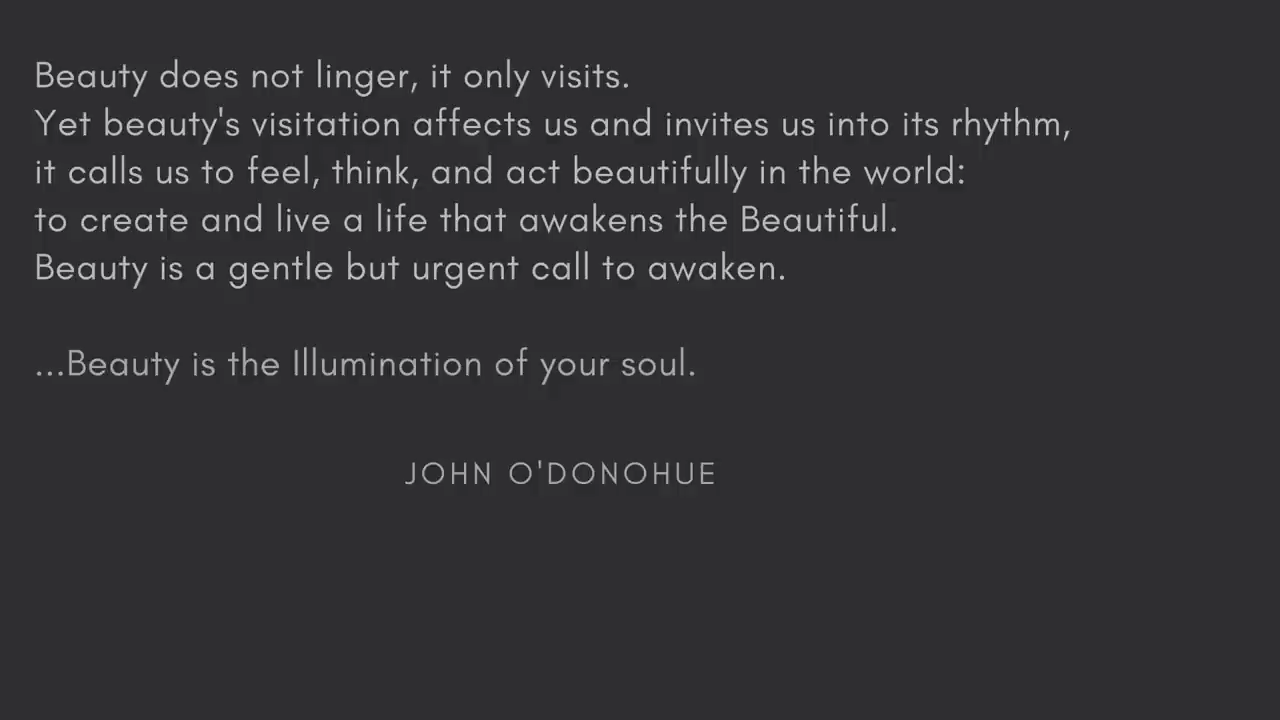 Beauty does not linger, it only visits.
Yet beauty's visitation affects us and invites us into its rhythm,
it calls us to feel, think, and act beautifully in the world:
to create and live a life that awakens the Beautiful.
Beauty is a gentle but urgent call to awaken.
...Beauty is the Illumination of your soul.
JOHN O'DONOHUE